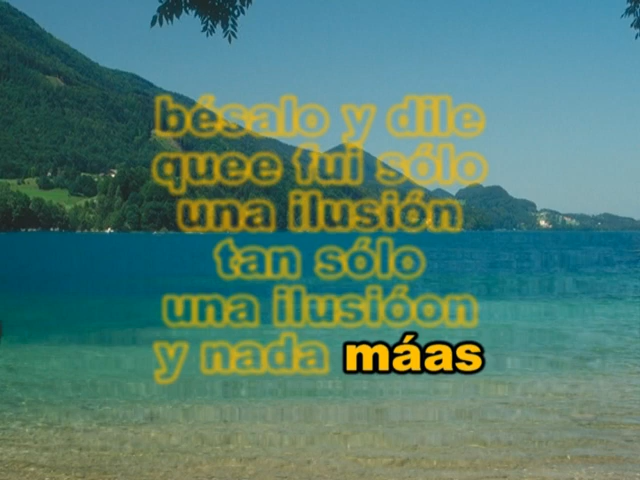 bésalo y dile
quee fui sólo
una ilusión
tan sólo
una ilusióon
y nada máas